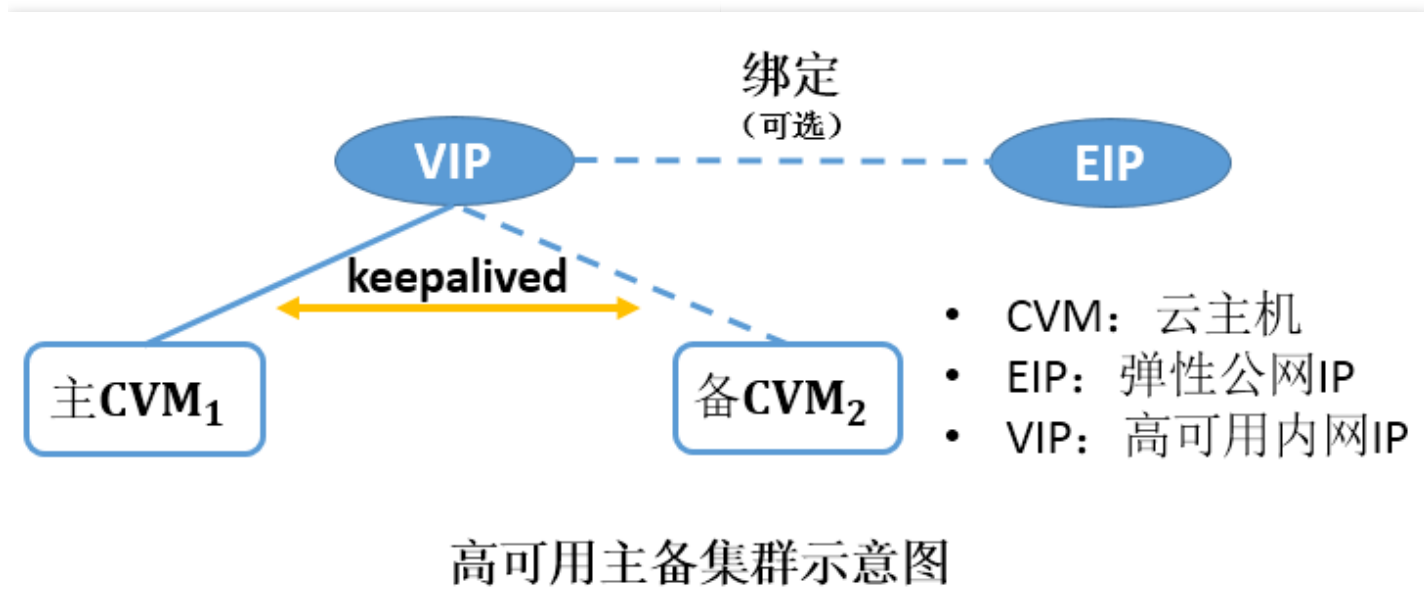 绑定
（可选）
VIP
EIP
keepalived
主CVM₁
备CVM₂
• CVM：云主机
• EIP：弹性公网IP
• VIP：高可用内网IP
高可用主备集群示意图